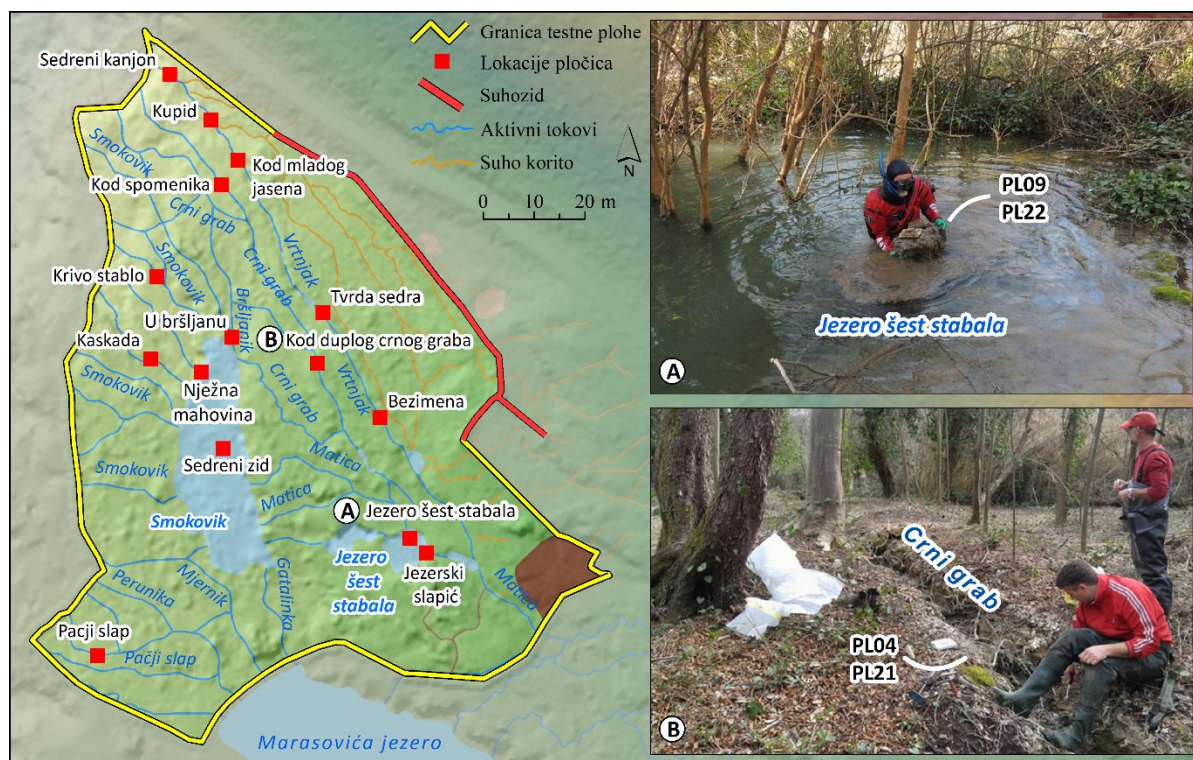 Granica testne plohe
Lokacije pločica
Suhozid
Aktivni tokovi
Suho korito
N
0 10 20 m
Sedreni kanjon
Kupid
Smokovik
Kod mladog
jasena
Kod spomenika
Crni grab
Vrtnjak
Smokovik
Crni grab
Krivo stablo
Bršljanik
Tvrda sedra
U bršljanu
B
Kod duplog crnog graba
Kaskada
Vrtnjak
Crni grab
Smokovik
Nježna
mahovina
Bezimena
Matica
Sedreni zid
Smokovik
Matica
A
Jezero šest stabala
Smokovik
Jezero
šest
stabala
Jezerski
slapić
Matica
Perunika
Mjernik
Gatalinka
Pacji slap
Pačji slap
Marasovića jezero
PL09
PL22
Jezero šest stabala
A
Crni grab
PL04
PL21
B